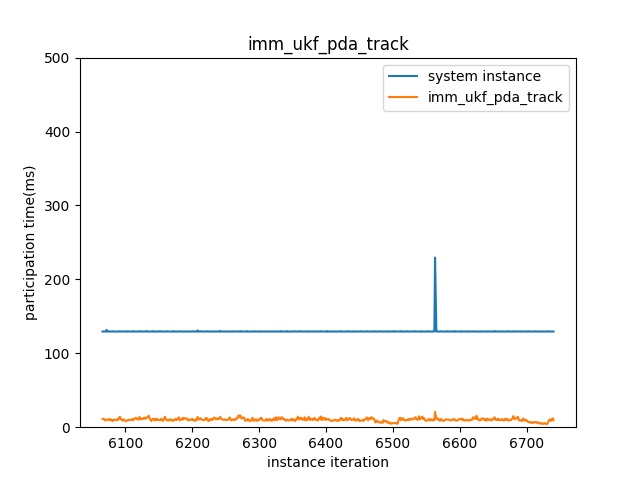 imm_ukf_pda_track
system instance
imm_ukf_pda_track
participation time(ms)
500
400
300
200
100
0
6100 6200 6300 6400 6500 6600 6700
instance iteration